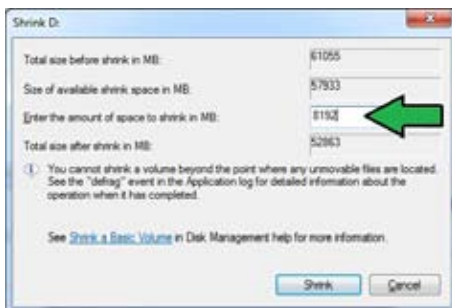 Shrink D:
Total size before shrink in MB: 61055
Size of available shrink space in MB: 57933
Enter the amount of space to shrink in MB: 8192
Total size after shrink in MB: 52863
You cannot shrink a volume beyond the point where any unmovable files are located.
See the "defrag" event in the Application log for detailed information about the
operation when it has completed.
See Shrink a Basic Volume in Disk Management help for more information.
Shrink Cancel